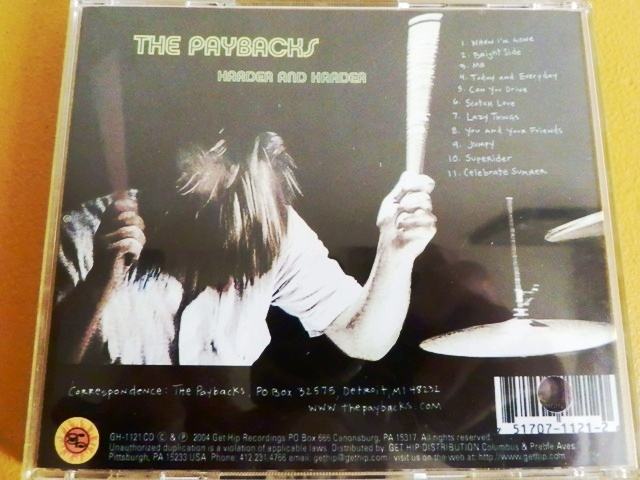 THE PAYBACKS
HARDER AND HARDER
1. When I'm Gone
2. Bright Side
3. Me
4. Today and Everyday
5. Can You Drive
6. Scotch Love
7. Lazy Things
8. You and Your Friends
9. Jumpy
10. Superider
11. Celebrate Summer
Correspondence: The Paybacks, PO Box 32575, Detroit, MI 48232
www.thepaybacks.com
GH-1121 CD © & ℗ 2004 Get Hip Recordings PO Box 666 Canonsburg, PA 15317. All rights reserved.
Unauthorized duplication is a violation of applicable laws. Distributed by GET HIP DISTRIBUTION Columbus & Preble Aves.
Pittsburgh, PA 15233 USA Phone: 412.231.4766 email: gethip@gethip.com visit us on the web at: http://www.gethip.com
51707-1121-2